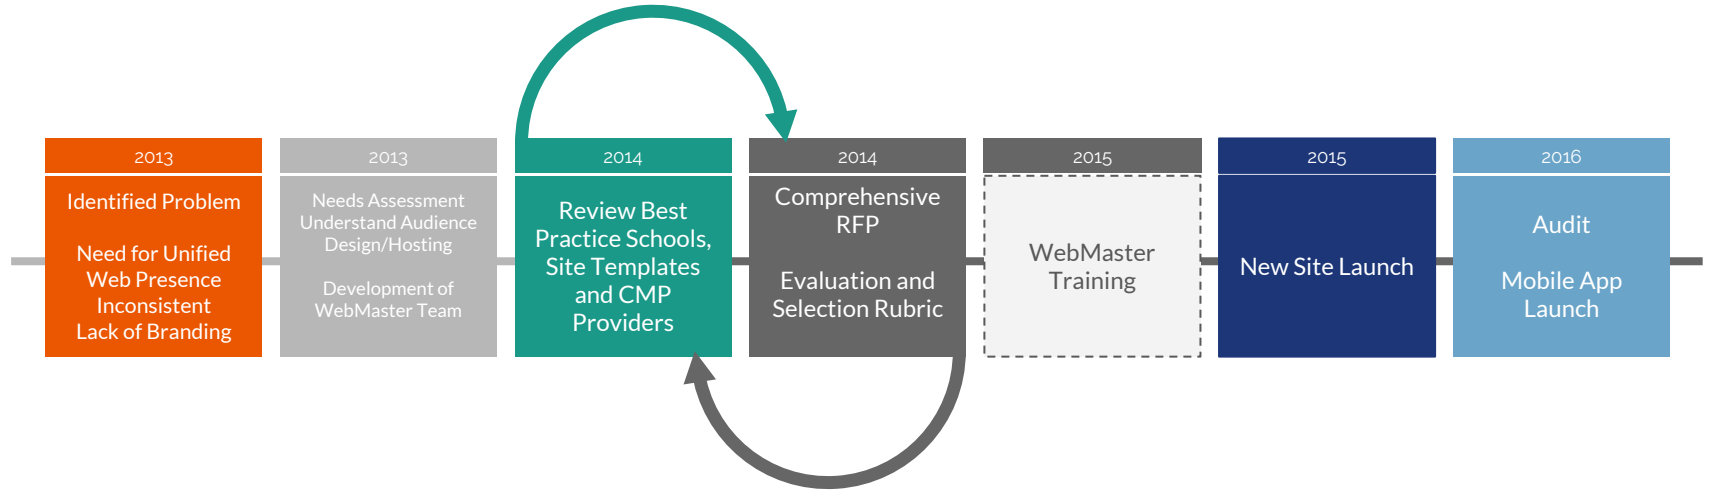 2013
Identified Problem
Need for Unified
Web Presence
Inconsistent
Lack of Branding
2013
Needs Assessment
Understand Audience
Design/Hosting
Development of
WebMaster Team
2014
Review Best
Practice Schools,
Site Templates
and CMP
Providers
2014
Comprehensive
RFP
Evaluation and
Selection Rubric
2015
WebMaster
Training
2015
New Site Launch
2016
Audit
Mobile App
Launch